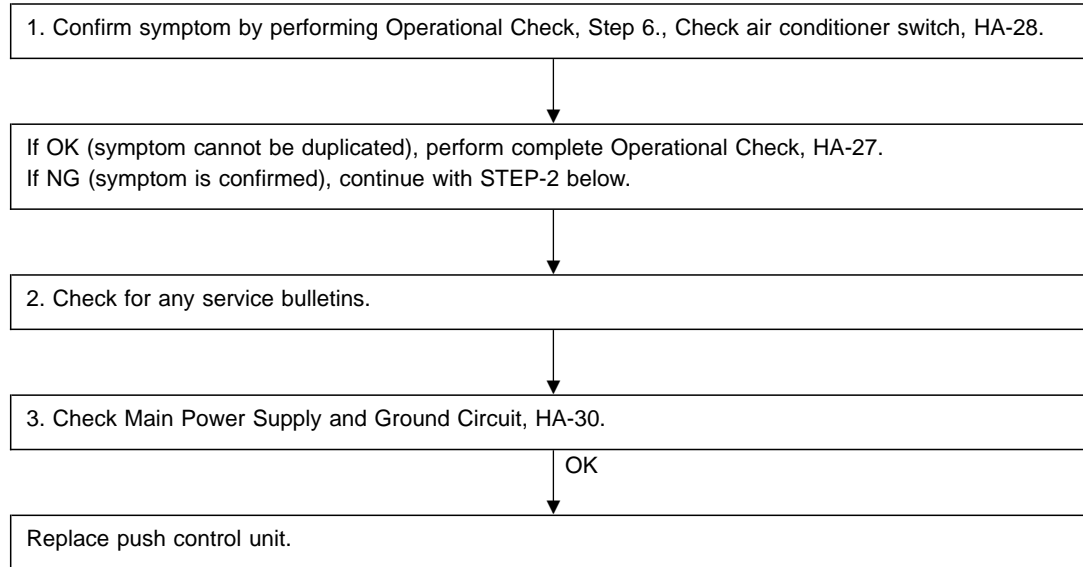 1. Confirm symptom by performing Operational Check, Step 6., Check air conditioner switch, HA-28.
If OK (symptom cannot be duplicated), perform complete Operational Check, HA-27.
If NG (symptom is confirmed), continue with STEP-2 below.
2. Check for any service bulletins.
3. Check Main Power Supply and Ground Circuit, HA-30.
OK
Replace push control unit.